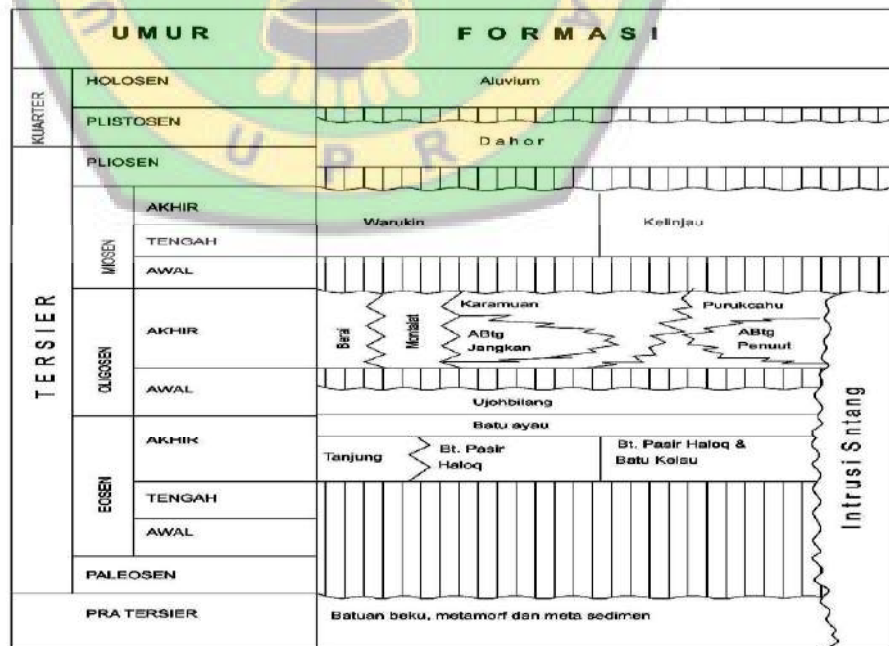 UMUR FORMASI
KUARTER
HOLOSEN Aluvium
PLISTOSEN
Dahor
UPR
TERSIER
PLIOSEN
MIOSEN
AKHIR
Warukin Kelinjau
TENGAH
AWAL
OLIGOSEN
AKHIR
Berai
Montalat
Karamuan Purukcahu
ABtg Jangkan
ABtg Penuut
AWAL
Ujohbilang
Batu ayau
EOSEN
AKHIR
Tanjung
Bt. Pasir
Haloq
Bt. Pasir Haloq &
Batu Kelau
TENGAH
AWAL
PALEOSEN
PRA TERSIER Batuan beku, metamorf dan meta sedimen
Intrusi Sntang